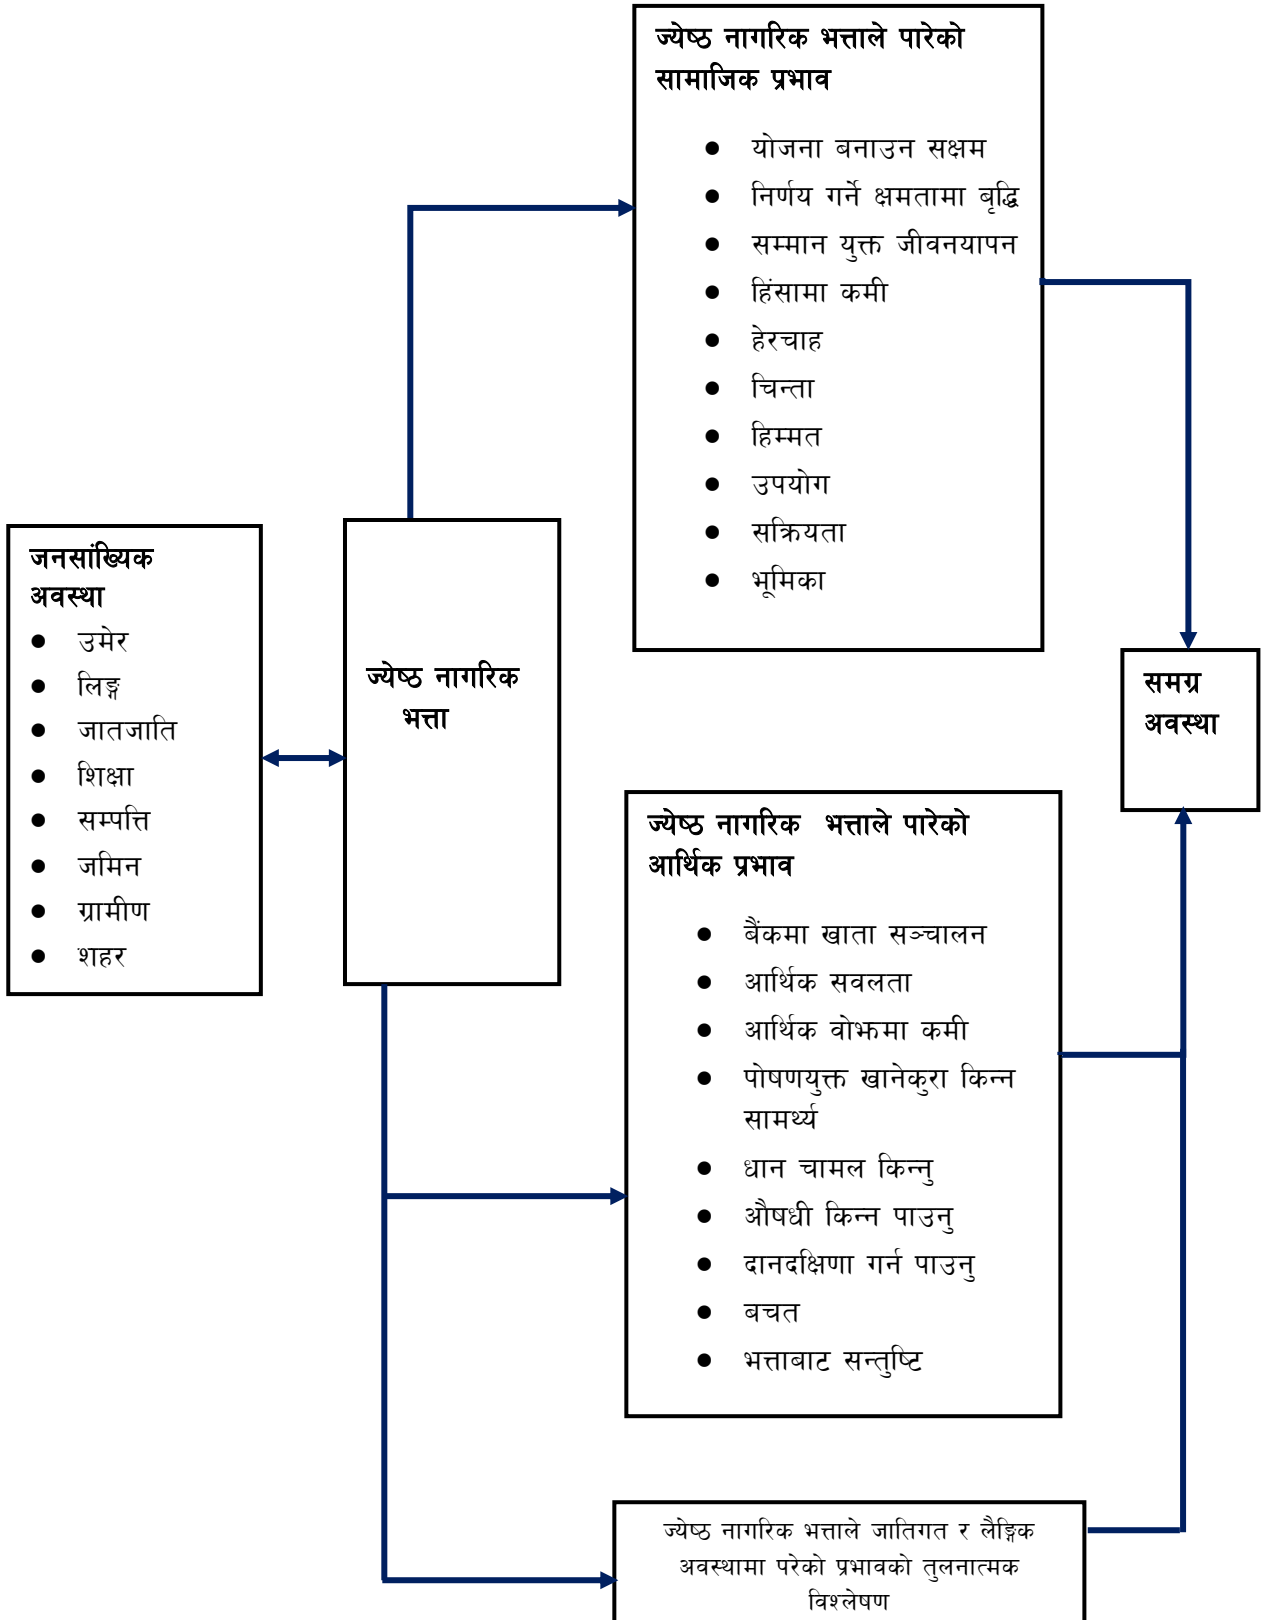 ज्येष्ठ नागरिक भत्ताले पारेको
सामाजिक प्रभाव
● योजना बनाउन सक्षम
● निर्णय गर्ने क्षमतामा बृद्धि
● सम्मान युक्त जीवनयापन
● हिंसामा कमी
● हेरचाह
● चिन्ता
● हिम्मत
● उपयोग
● सक्रियता
● भूमिका
जनसांख्यिक
अवस्था
● उमेर
● लिङ्ग
● जातजाति
● शिक्षा
● सम्पत्ति
● जमिन
● ग्रामीण
● शहर
ज्येष्ठ नागरिक
भत्ता
समग्र
अवस्था
ज्येष्ठ नागरिक भत्ताले पारेको
आर्थिक प्रभाव
● बैंकमा खाता सञ्चालन
● आर्थिक सवलता
● आर्थिक वोझमा कमी
● पोषणयुक्त खानेकुरा किन्न
सामर्थ्य
● धान चामल किन्नु
● औषधी किन्न पाउनु
● दानदक्षिणा गर्न पाउनु
● बचत
● भत्ताबाट सन्तुष्टि
ज्येष्ठ नागरिक भत्ताले जातिगत र लैङ्गिक
अवस्थामा परेको प्रभावको तुलनात्मक
विश्लेषण